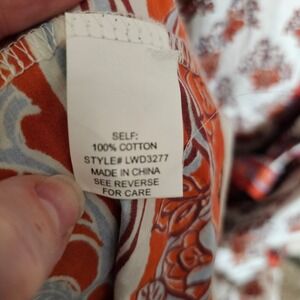 SELF:
100% COTTON
STYLE# LWD3277
MADE IN CHINA
SEE REVERSE
FOR CARE